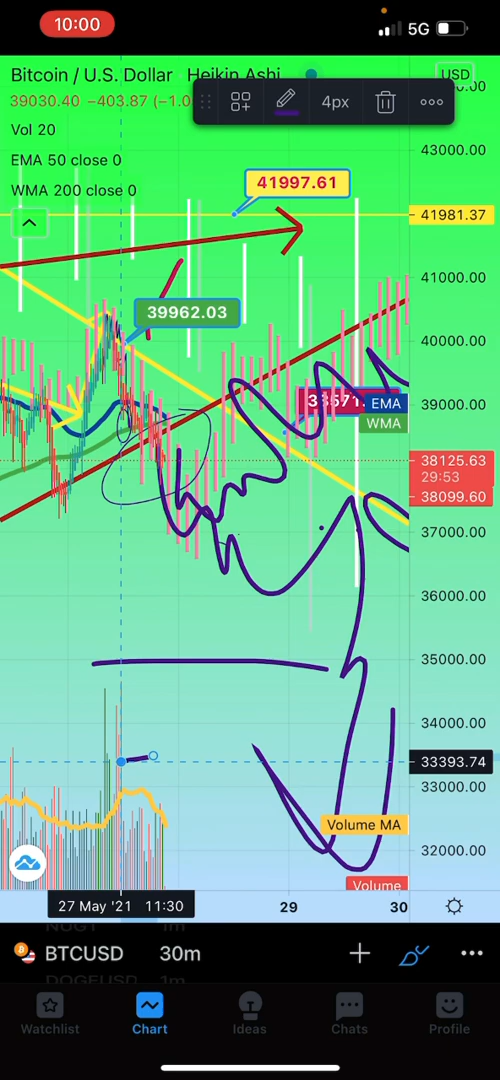 10:00
5G
Bitcoin / U.S. Dollar Heikin Ashi
USD
39030.40 −403.87 (−1.0
4px
Vol 20
43000.00
EMA 50 close 0
WMA 200 close 0
41997.61
41981.37
41000.00
39962.03
40000.00
EMA
39000.00
WMA
38125.63
29:53
38099.60
37000.00
36000.00
35000.00
34000.00
33393.74
33000.00
Volume MA
32000.00
Volume
27 May '21 11:30
29
30
BTCUSD
30m
Watchlist
Chart
Ideas
Chats
Profile